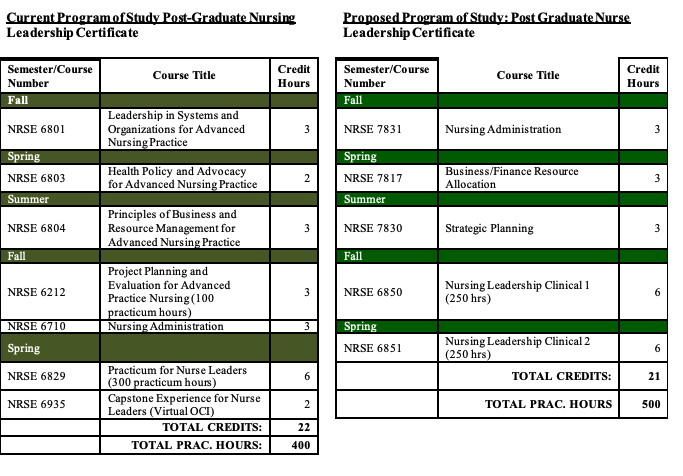 Current Program of Study Post-Graduate Nursing
Leadership Certificate
Semester/Course
Number
Course Title
Credit
Hours
Fall
NRSE 6801
Leadership in Systems and
Organizations for Advanced
Nursing Practice
3
Spring
NRSE 6803
Health Policy and Advocacy
for Advanced Nursing Practice
2
Summer
NRSE 6804
Principles of Business and
Resource Management for
Advanced Nursing Practice
3
Fall
NRSE 6212
Project Planning and
Evaluation for Advanced
Practice Nursing (100
practicum hours)
3
NRSE 6710
Nursing Administration
3
Spring
NRSE 6829
Practicum for Nurse Leaders
(300 practicum hours)
6
NRSE 6935
Capstone Experience for Nurse
Leaders (Virtual OCI)
2
TOTAL CREDITS:
22
TOTAL PRAC. HOURS:
400
Proposed Program of Study: Post Graduate Nurse
Leadership Certificate
Semester/Course
Number
Course Title
Credit
Hours
Fall
NRSE 7831
Nursing Administration
3
Spring
NRSE 7817
Business/Finance Resource
Allocation
3
Summer
NRSE 7830
Strategic Planning
3
Fall
NRSE 6850
Nursing Leadership Clinical 1
(250 hrs)
6
Spring
NRSE 6851
Nursing Leadership Clinical 2
(250 hrs)
6
TOTAL CREDITS:
21
TOTAL PRAC. HOURS
500